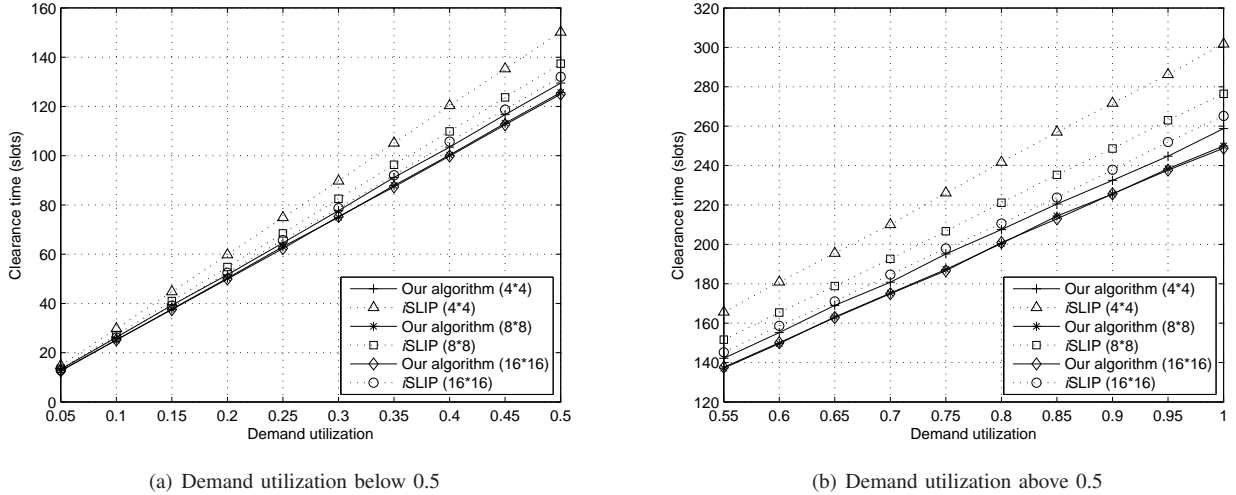 160
140
120
100
80
60
40
20
0
Clearance time (slots)
0.05 0.1 0.15 0.2 0.25 0.3 0.35 0.4 0.45 0.5
Demand utilization
Our algorithm (4*4)
iSLIP (4*4)
Our algorithm (8*8)
iSLIP (8*8)
Our algorithm (16*16)
iSLIP (16*16)
(a) Demand utilization below 0.5
320
300
280
260
240
220
200
180
160
140
120
Clearance time (slots)
0.55 0.6 0.65 0.7 0.75 0.8 0.85 0.9 0.95 1
Demand utilization
Our algorithm (4*4)
iSLIP (4*4)
Our algorithm (8*8)
iSLIP (8*8)
Our algorithm (16*16)
iSLIP (16*16)
(b) Demand utilization above 0.5